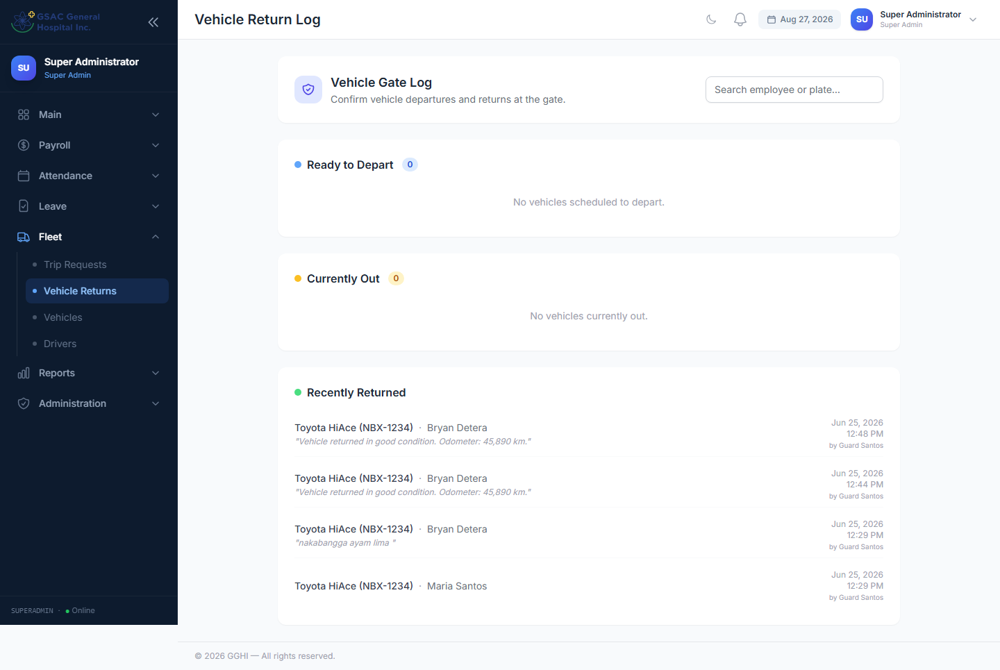 GSAC General
Hospital Inc.
SU
Super Administrator
Super Admin
Main
Payroll
Attendance
Leave
Fleet
Trip Requests
Vehicle Returns
Vehicles
Drivers
Reports
Administration
SUPERADMIN · Online
Vehicle Return Log
Aug 27, 2026
SU
Super Administrator
Super Admin
Vehicle Gate Log
Confirm vehicle departures and returns at the gate.
Search employee or plate...
Ready to Depart 0
No vehicles scheduled to depart.
Currently Out 0
No vehicles currently out.
Recently Returned
Toyota HiAce (NBX-1234) · Bryan Detera
"Vehicle returned in good condition. Odometer: 45,890 km."
Jun 25, 2026
12:48 PM
by Guard Santos
Toyota HiAce (NBX-1234) · Bryan Detera
"Vehicle returned in good condition. Odometer: 45,890 km."
Jun 25, 2026
12:44 PM
by Guard Santos
Toyota HiAce (NBX-1234) · Bryan Detera
"nakabangga ayam lima "
Jun 25, 2026
12:29 PM
by Guard Santos
Toyota HiAce (NBX-1234) · Maria Santos
Jun 25, 2026
12:29 PM
by Guard Santos
© 2026 GGHI — All rights reserved.